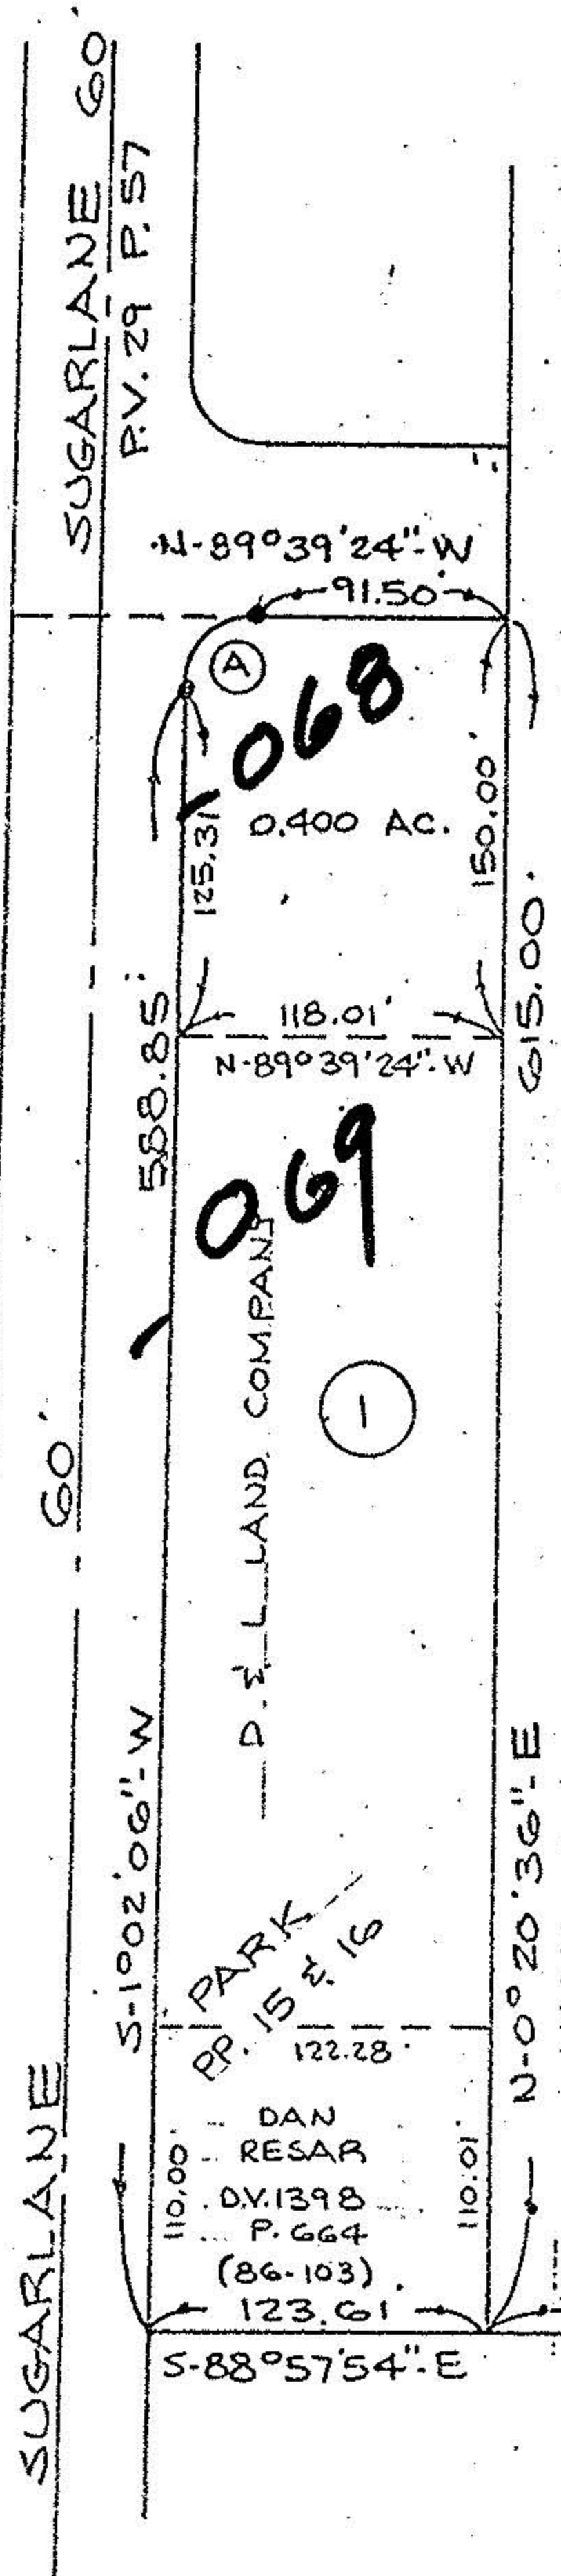 SUGARLANE 60'
P.V. 29 P. 57
N-89°39'24"-W
91.50'
A
068
125.31
0.400 AC.
150.00'
118.01'
N-89°39'24"-W
588.85'
615.00'
069
D. & L. LAND COMPANY
1
60'
S-1°02'06"-W
PARK
PP. 15 & 16
N-0°20'36"-E
122.28'
DAN
RESAR
D.V. 1398
P. 664
(86-103)
110.00'
110.01'
123.61'
S-88°57'54"-E
SUGARLANE